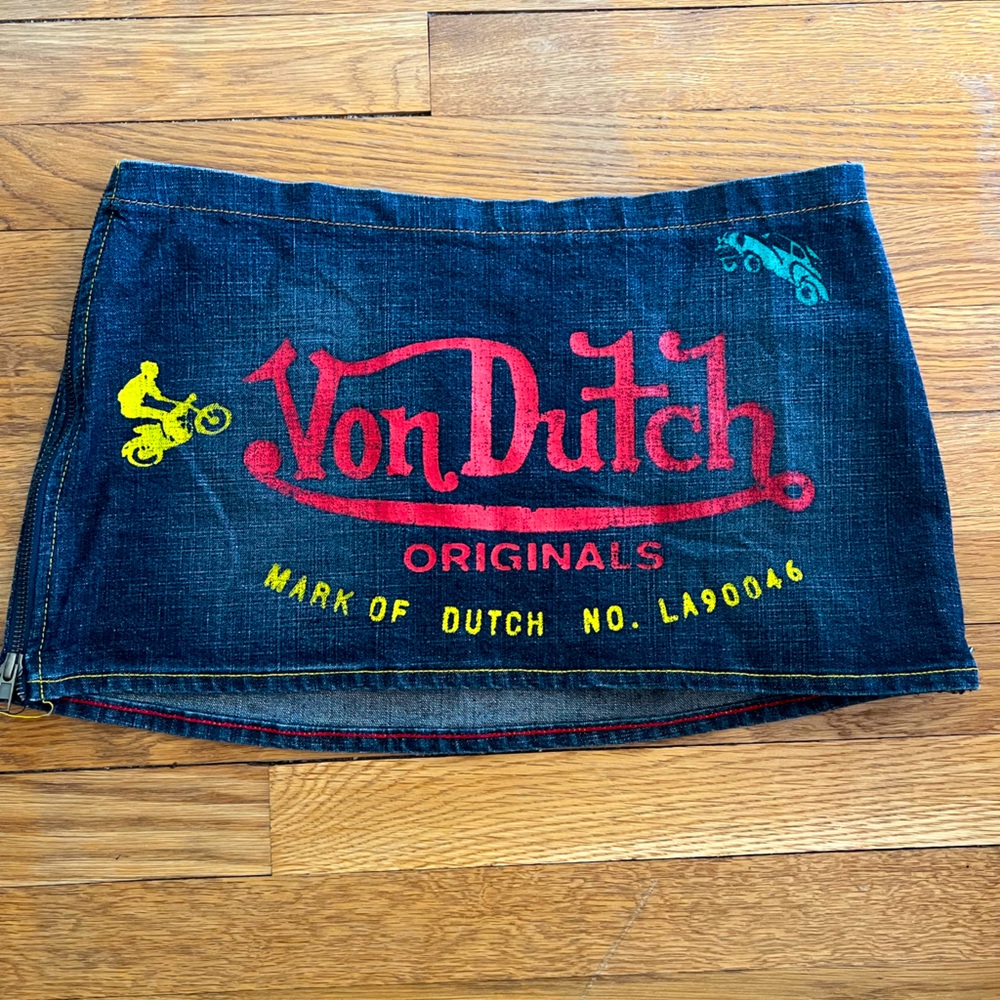 Von Dutch
ORIGINALS
MARK OF DUTCH NO. LA90046